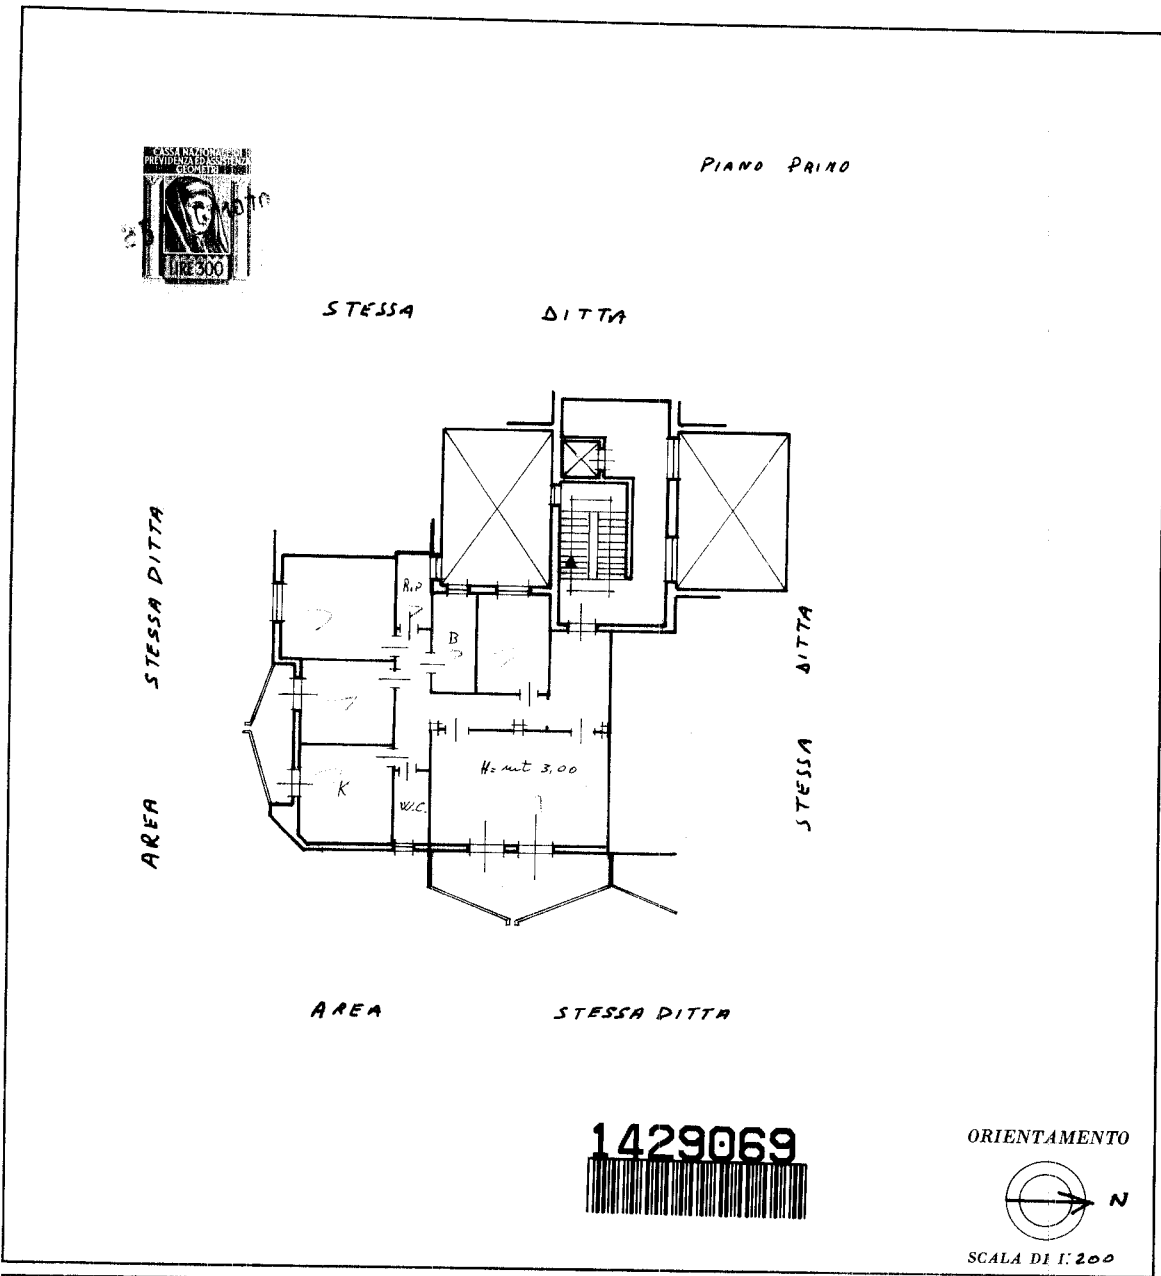 PIANO PRIMO
CASSA NAZIONALE DI
PREVIDENZA ED ASSISTENZA
GEOMETRI
LIRE 300
STESSA DITTA
AREA STESSA DITTA
STESSA DITTA
R.P
B
H= mt 3,00
K
W.C.
AREA STESSA DITTA
1429069
ORIENTAMENTO
N
SCALA DI 1:200